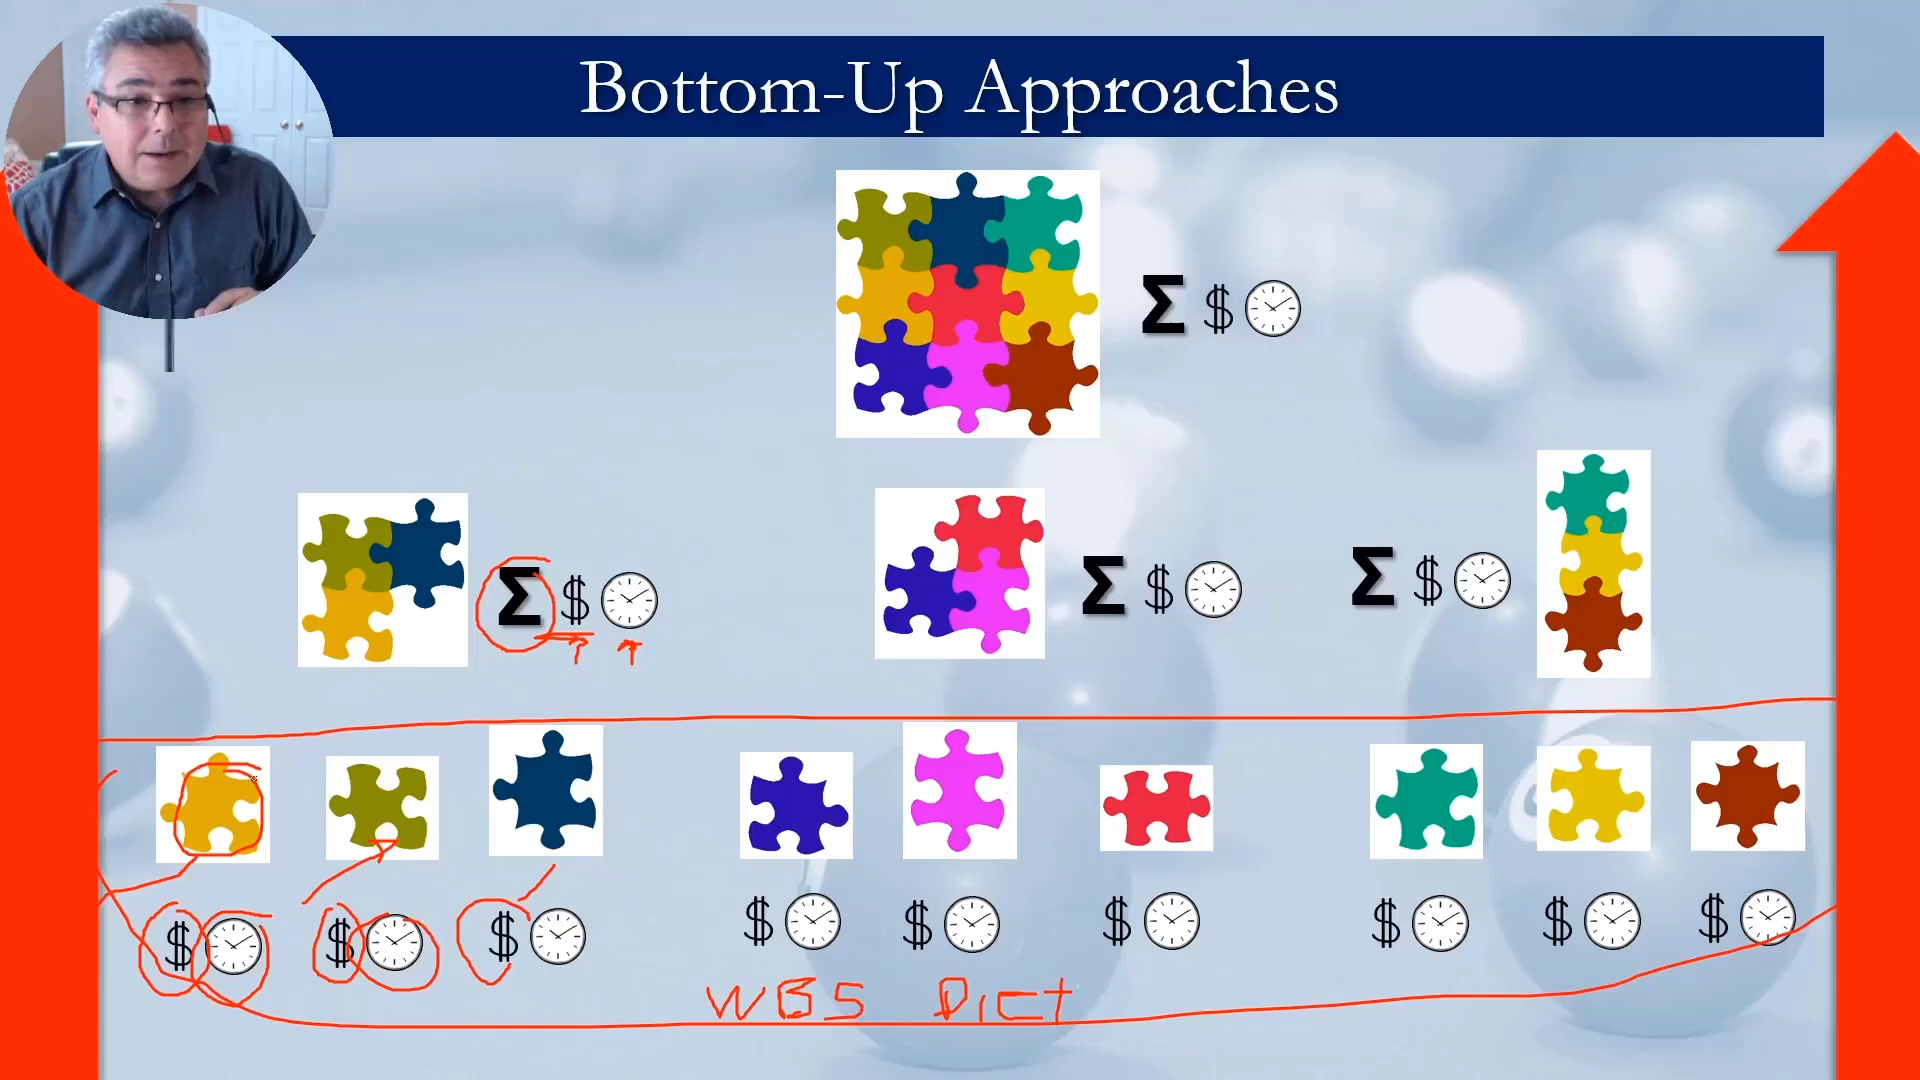 Bottom-Up Approaches
Σ $
Σ $
Σ $
Σ $
$ $ $ $ $ $ $ $ $
WBS Dict